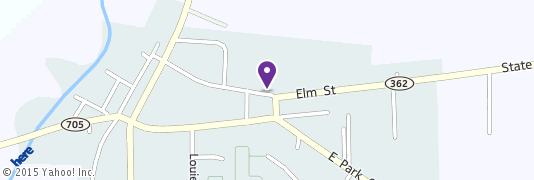 State
362
Elm St
705
E Park
Louie
here
© 2015 Yahoo! Inc.